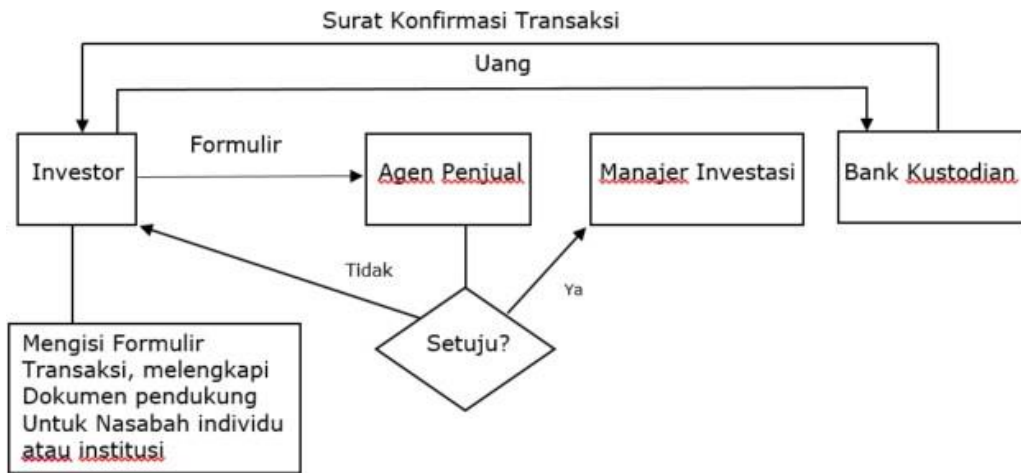 Surat Konfirmasi Transaksi
Uang
Formulir
Investor
Agen Penjual
Manajer Investasi
Bank Kustodian
Tidak
Ya
Setuju?
Mengisi Formulir
Transaksi, melengkapi
Dokumen pendukung
Untuk Nasabah individu
atau institusi